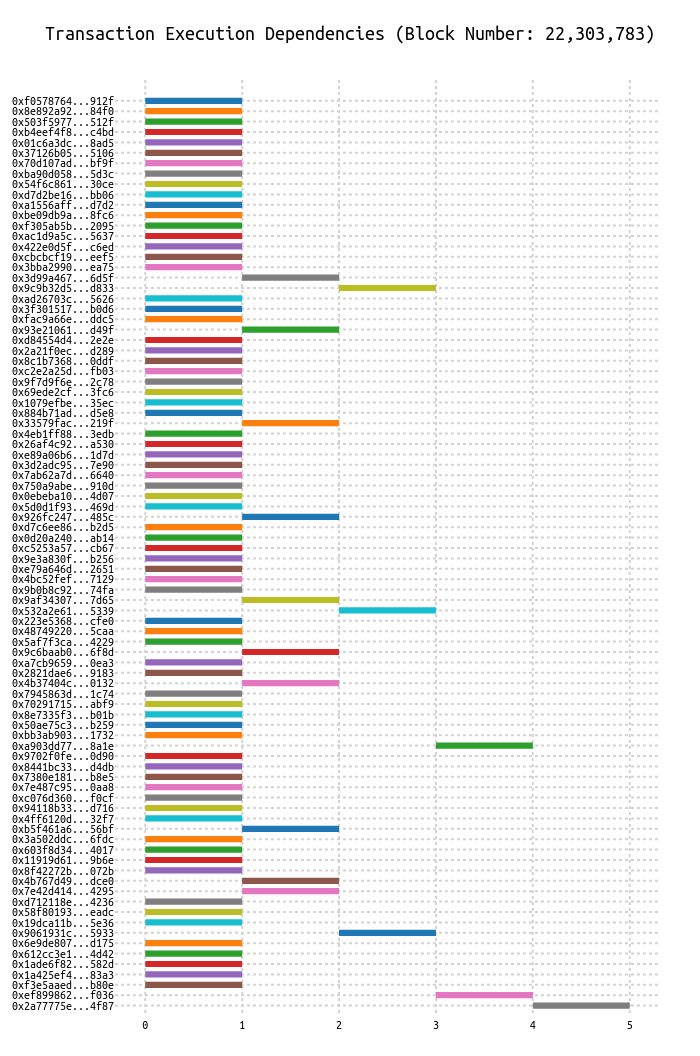 Transaction Execution Dependencies (Block Number: 22,303,783)
0xf0578764...912f
0x8e892a92...84f0
0x503f5977...512f
0xb4eef4f8...c4bd
0x01c6a3dc...8ad5
0x37126b05...5106
0x70d107ad...bf9f
0xba90d058...5d3c
0x54f6c861...30ce
0xd7d2be16...bb06
0xa1556aff...d7d2
0xbe09db9a...8fc6
0xf305ab5b...2095
0xac1d9a5c...5637
0x422e0d5f...c6ed
0xcbcbcf19...eef5
0x3bba2990...ea75
0x3d99a467...6d5f
0x9c9b32d5...d833
0xad26703c...5626
0x3f301517...b0d6
0xfac9a66e...ddc5
0x93e21061...d49f
0xd84554d4...2e2e
0x2a21f0ec...d289
0x8c1b7368...0ddf
0xc2e2a25d...fb03
0x9f7d9f6e...2c78
0x69ede2cf...3fc6
0x1079efbe...35ec
0x884b71ad...d5e8
0x33579fac...219f
0x4eb1ff88...3edb
0x26af4c92...a530
0xe89a06b6...1d7d
0x3d2adc95...7e90
0x7ab62a7d...6640
0x750a9abe...910d
0x0ebeba10...4d07
0x5d0d1f93...469d
0x926fc247...485c
0xd7c6ee86...b2d5
0x0d20a240...ab14
0xc5253a57...cb67
0x9e3a830f...b256
0xe79a646d...2651
0x4bc52fef...7129
0x9b0b8c92...74fa
0x9af34307...7d65
0x532a2e61...5339
0x223e5368...cfe0
0x48749220...5caa
0x5af7f3ca...4229
0x9c6baab0...6f8d
0xa7cb9659...0ea3
0x2821dae6...9183
0x4b37404c...0132
0x7945863d...1c74
0x70291715...abf9
0x8e7335f3...b01b
0x50ae75c3...b259
0xbb3ab903...1732
0xa903dd77...8a1e
0x9702f0fe...0d90
0x8441bc33...d4db
0x7380e181...b8e5
0x7e487c95...0aa8
0xc076d360...f0cf
0x94118b33...d716
0x4ff6120d...32f7
0xb5f461a6...56bf
0x3a502ddc...6fdc
0x603f8d34...4017
0x11919d61...9b6e
0x8f42272b...072b
0x4b767d49...dce0
0x7e42d414...4295
0xd712118e...4236
0x58f80193...eadc
0x19dca11b...5e36
0x9061931c...5933
0x6e9de807...d175
0x612cc3e1...4d42
0x1ade6f82...582d
0x1a425ef4...83a3
0xf3e5aaed...b80e
0xef899862...f036
0x2a77775e...4f87
0 1 2 3 4 5